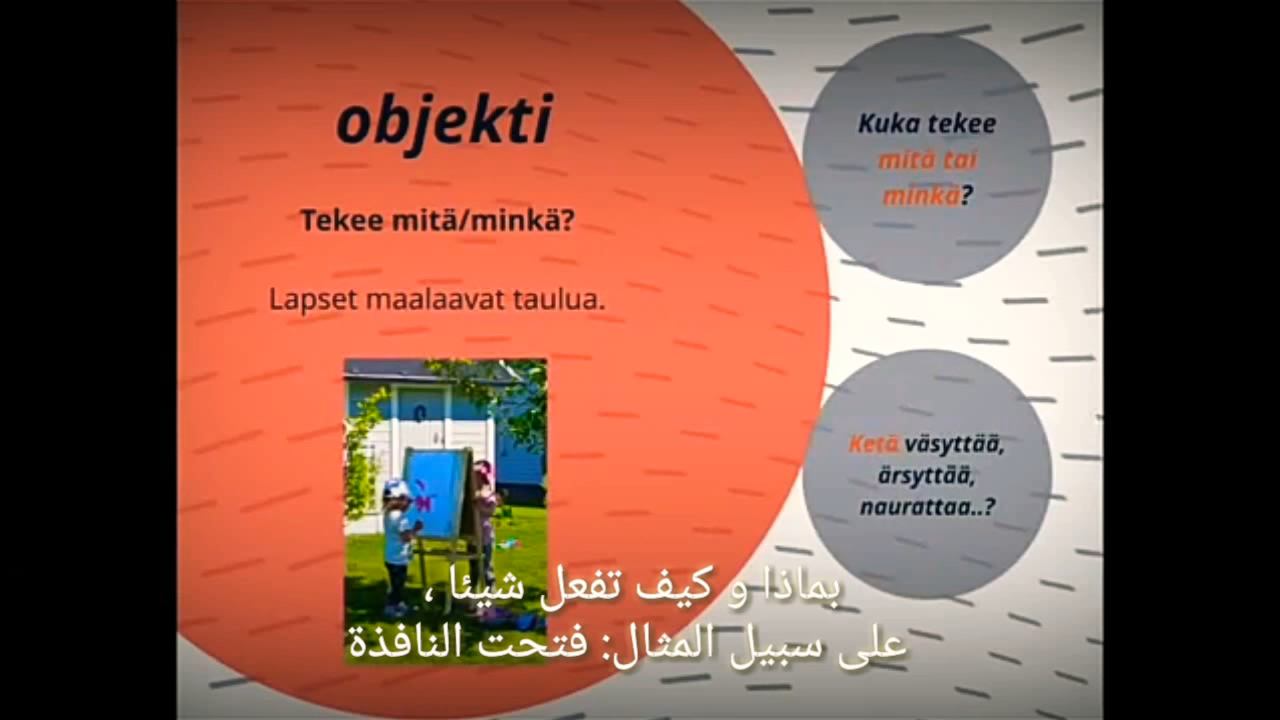 objekti
Tekee mitä/minkä?
Lapset maalaavat taulua.
Kuka tekee
mitä tai
minkä?
Ketä väsyttää,
ärsyttää,
naurattaa..?
بماذا و كيف تفعل شيئا ،
على سبيل المثال: فتحت النافذة